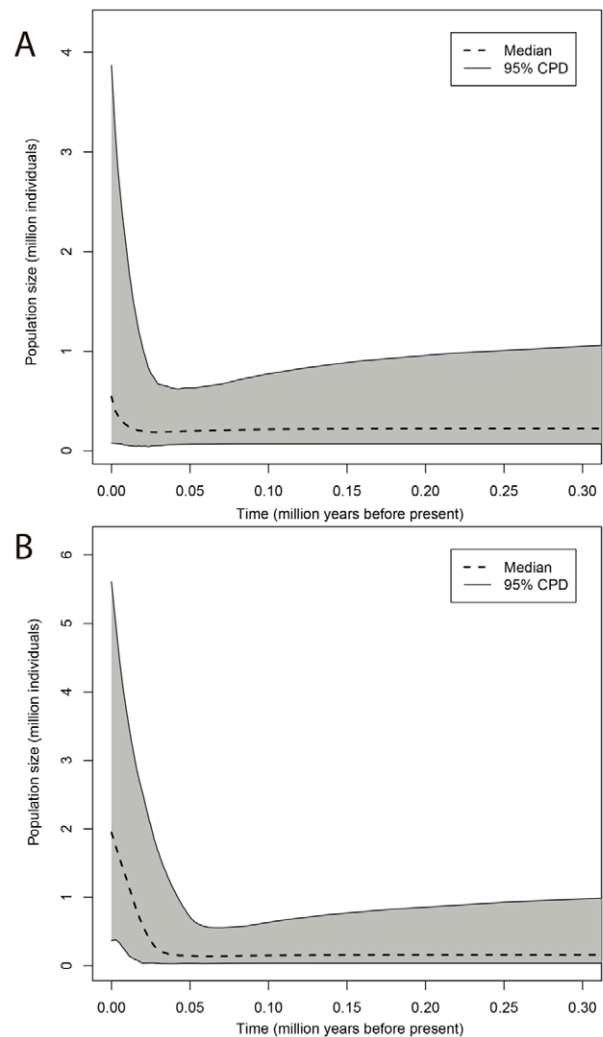 A
Median
95% CPD
Population size (million individuals)
4
3
2
1
0
0.00 0.05 0.10 0.15 0.20 0.25 0.30
Time (million years before present)
B
Median
95% CPD
Population size (million individuals)
6
5
4
3
2
1
0
0.00 0.05 0.10 0.15 0.20 0.25 0.30
Time (million years before present)